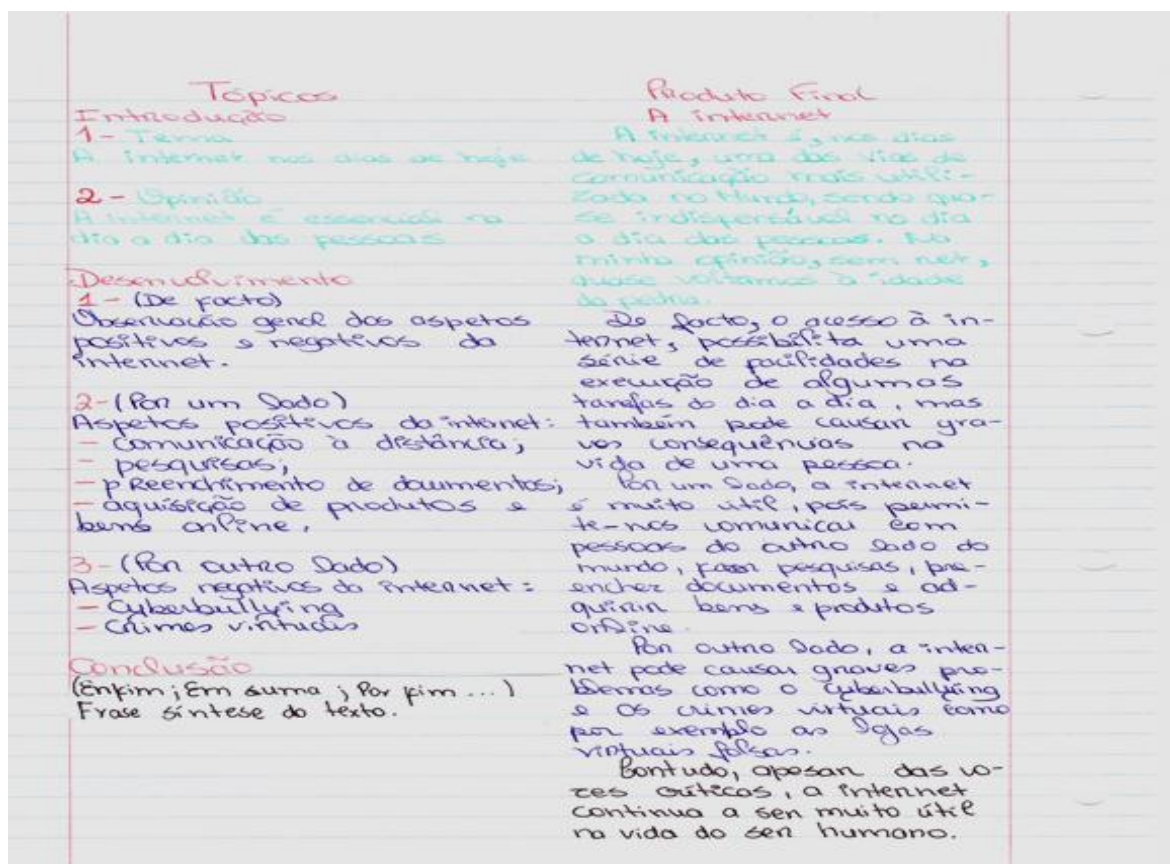 Tópicos
Introdução
1 - Tema
A internet nos dias de hoje
2 - Opinião
A internet é essencial no
dia a dia das pessoas
Desenvolvimento
1 - (De facto)
Observação geral dos aspetos
positivos e negativos da
internet.
2 - (Por um lado)
Aspetos positivos da internet:
- comunicação à distância;
- pesquisas;
- preenchimento de documentos;
- aquisição de produtos e
bens online.
3 - (Por outro lado)
Aspetos negativos da internet:
- Cyberbullying
- Crimes virtuais
Conclusão
(Enfim; Em suma; Por fim...)
Frase síntese do texto.
Produto Final
A internet
A internet é, nos dias
de hoje, uma das vias de
comunicação mais utili-
zada no Mundo, sendo qua-
se indispensável no dia
a dia das pessoas. Na
minha opinião, sem net,
quase voltamos à idade
da pedra.
De facto, o acesso à in-
ternet, possibilita uma
série de facilidades na
execução de algumas
tarefas do dia a dia, mas
também pode causar gra-
ves consequências na
vida de uma pessoa.
Por um lado, a internet
é muito útil, pois permi-
te-nos comunicar com
pessoas do outro lado do
mundo, fazer pesquisas, pre-
encher documentos e ad-
quirir bens e produtos
online.
Por outro lado, a inter-
net pode causar graves pro-
blemas como o cyberbullying
e os crimes virtuais como
por exemplo as lojas
virtuais falsas.
Contudo, apesar das vo-
zes críticas, a internet
continua a ser muito útil
na vida do ser humano.